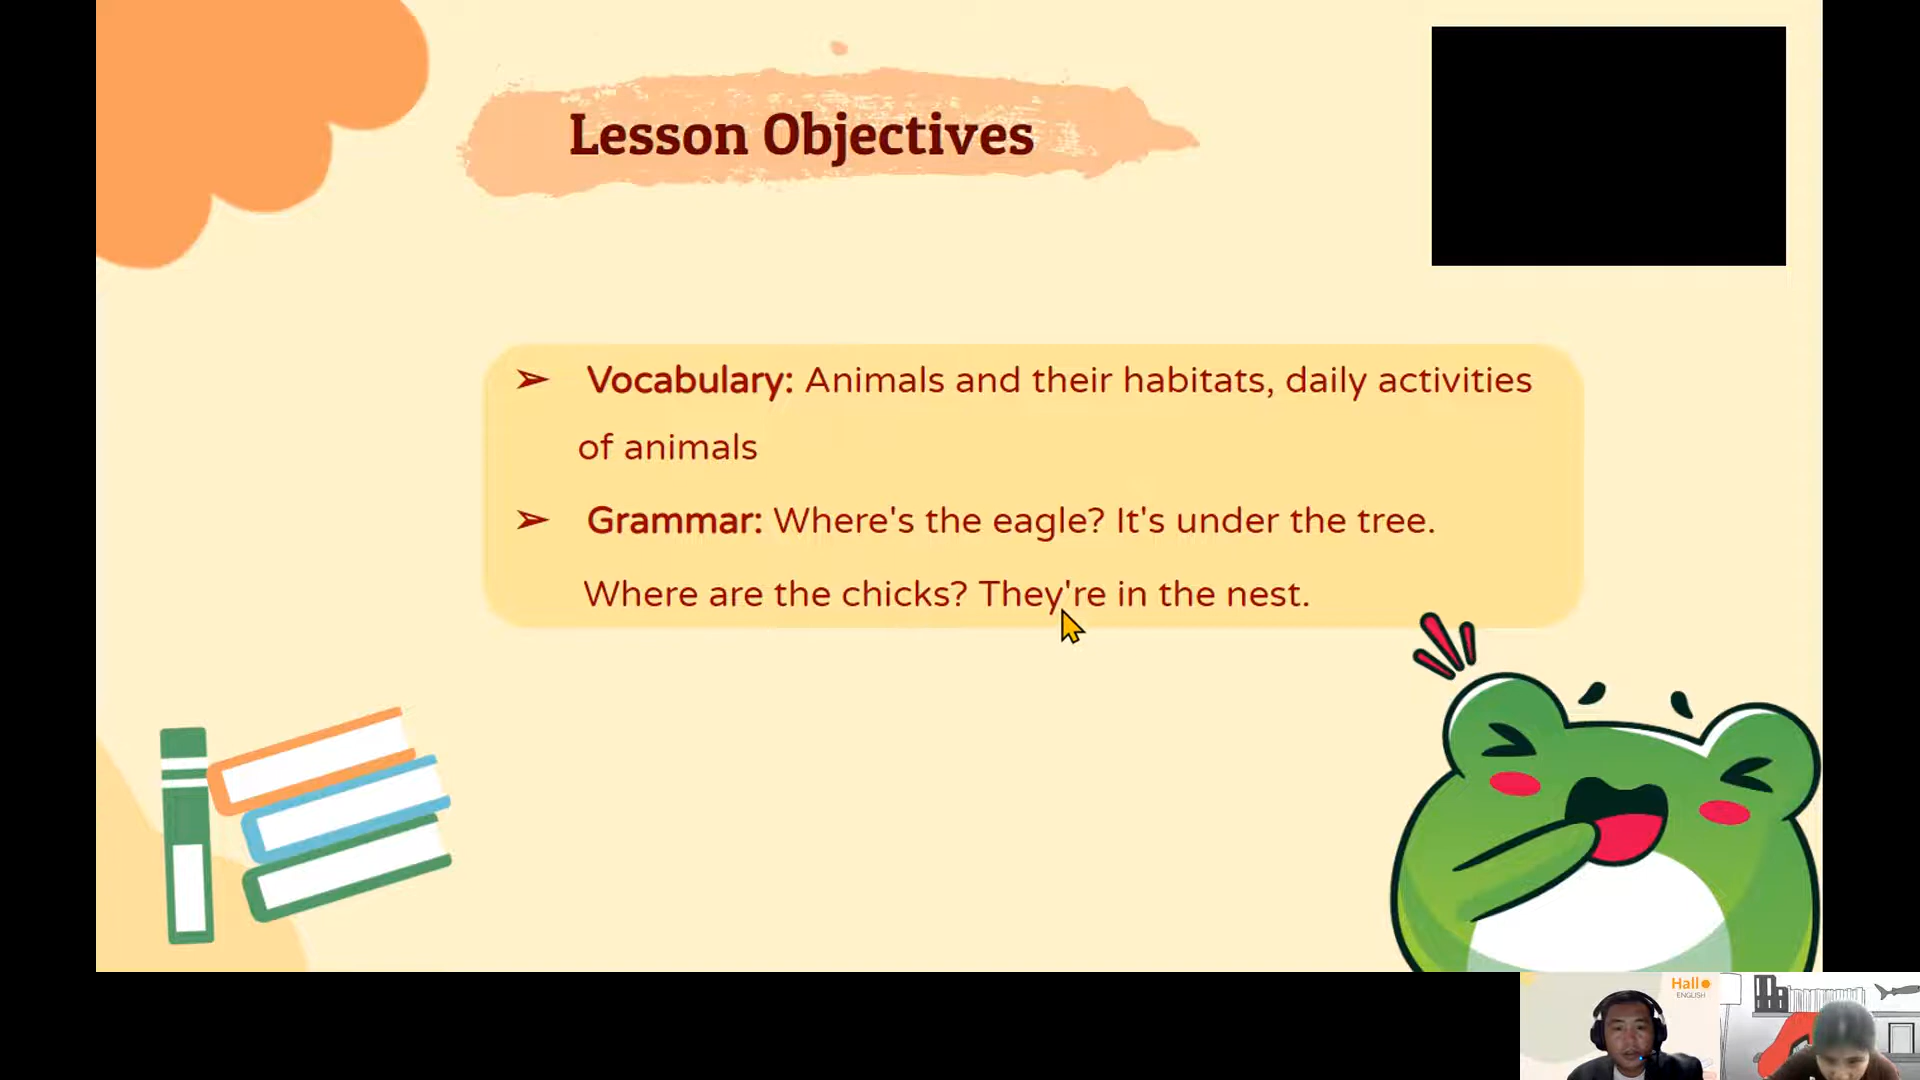 Lesson Objectives
➢ Vocabulary: Animals and their habitats, daily activities
of animals
➢ Grammar: Where's the eagle? It's under the tree.
Where are the chicks? They're in the nest.
Hallo
ENGLISH